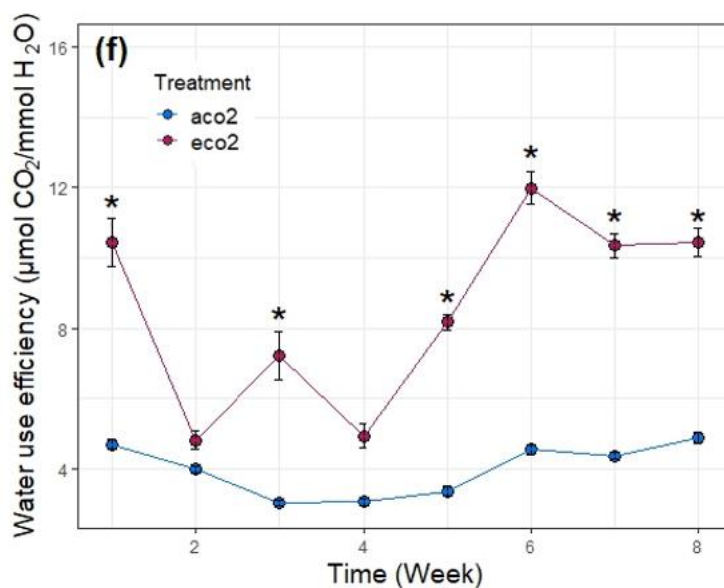 (f)
Treatment
aco2
eco2
*
*
*
*
*
*
16
12
8
4
2
4
6
8
Time (Week)
Water use efficiency (µmol CO₂/mmol H₂O)